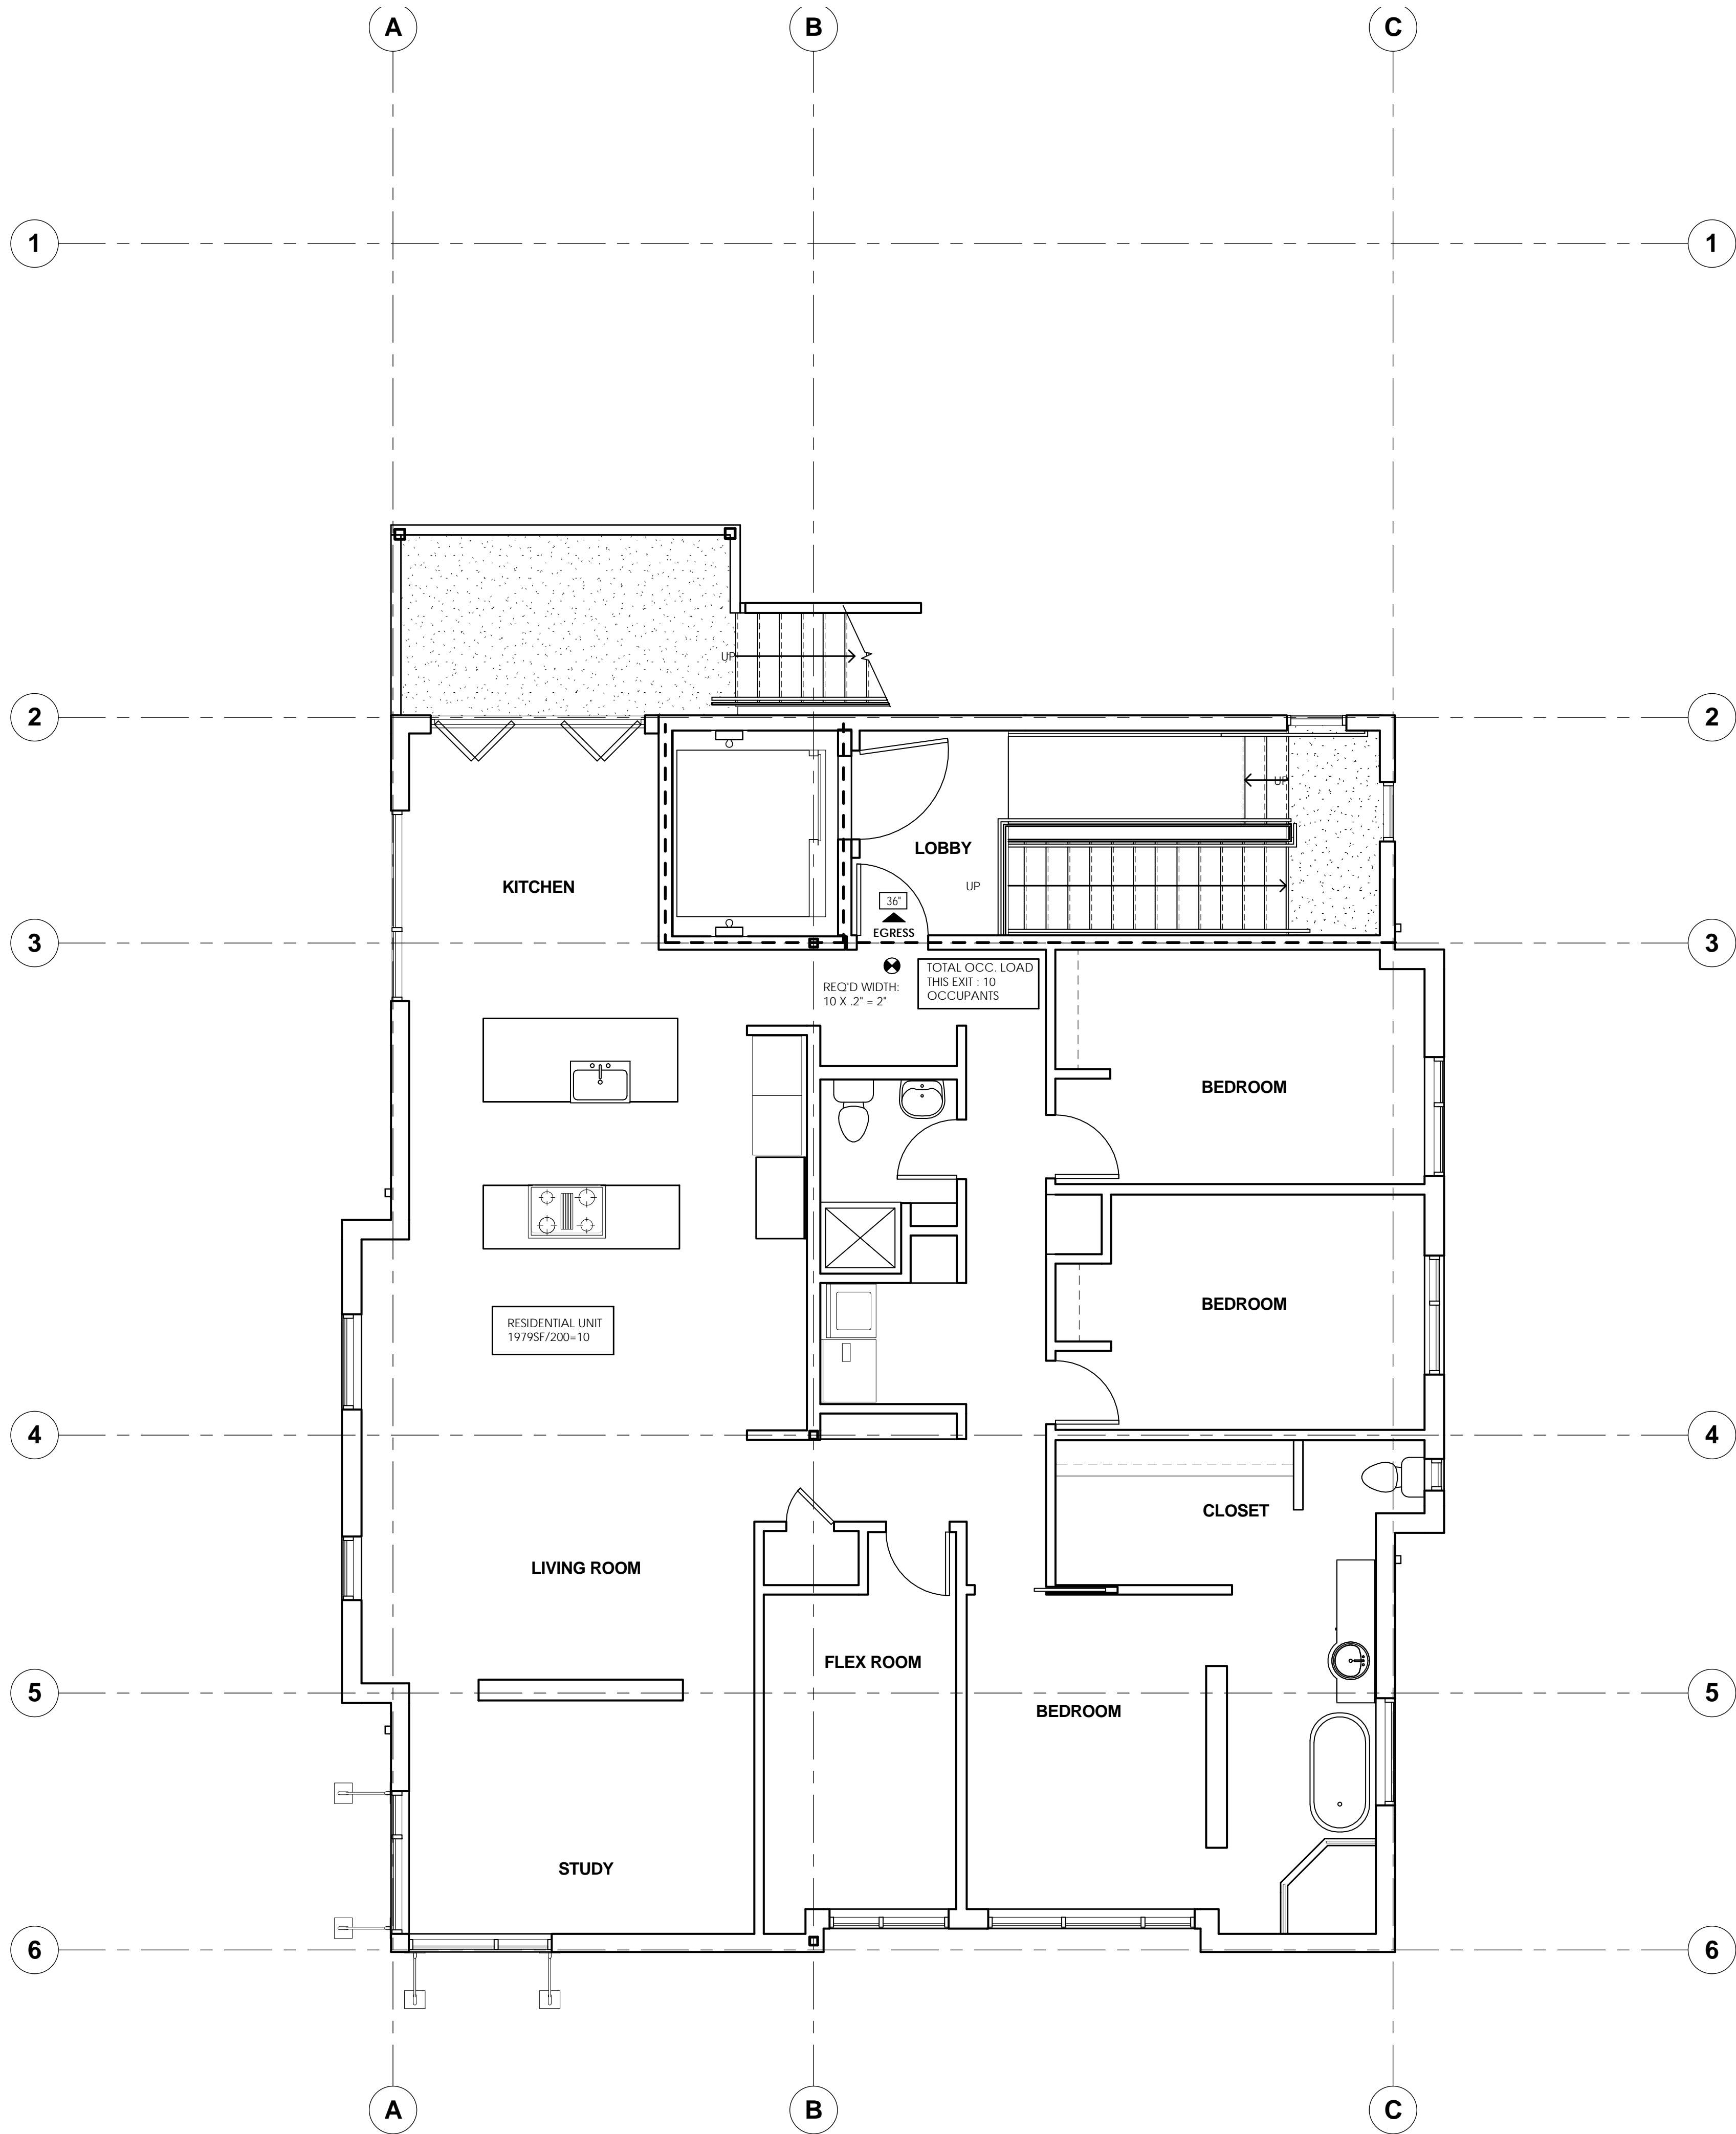 A B C
1 1
UP
2 2
UP
LOBBY
KITCHEN
UP
36"
EGRESS
3 3
TOTAL OCC. LOAD
THIS EXIT : 10
OCCUPANTS
REQ'D WIDTH:
10 X .2" = 2"
BEDROOM
BEDROOM
RESIDENTIAL UNIT
1979SF/200=10
4 4
CLOSET
LIVING ROOM
FLEX ROOM
5 5
BEDROOM
STUDY
6 6
A B C